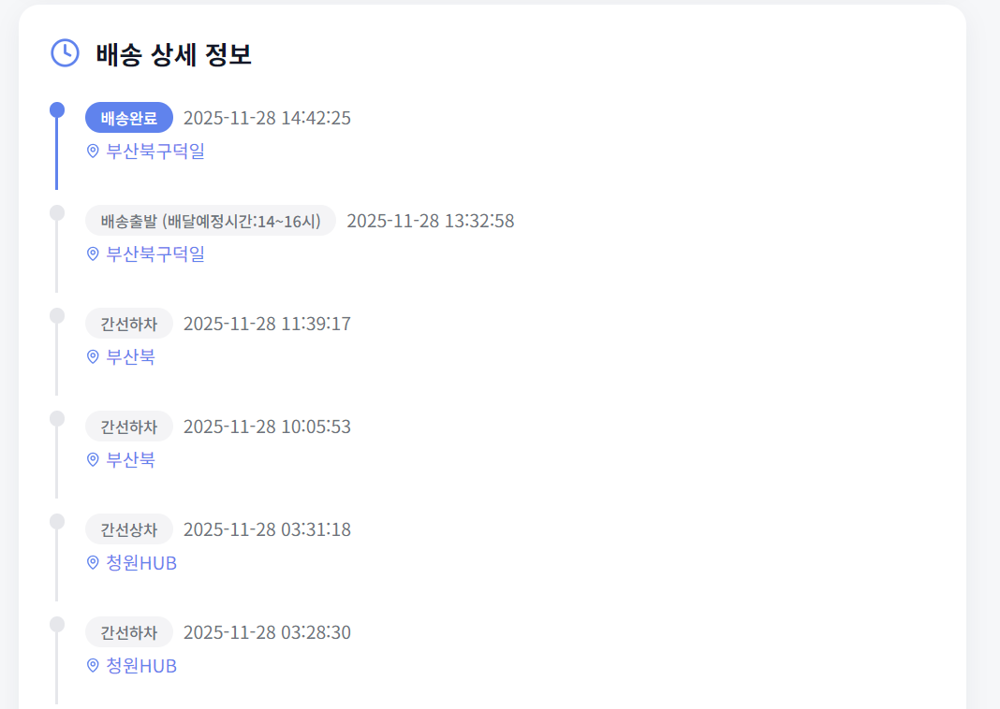 배송 상세 정보
배송완료 2025-11-28 14:42:25
부산북구덕일
배송출발 (배달예정시간:14~16시) 2025-11-28 13:32:58
부산북구덕일
간선하차 2025-11-28 11:39:17
부산북
간선하차 2025-11-28 10:05:53
부산북
간선상차 2025-11-28 03:31:18
청원HUB
간선하차 2025-11-28 03:28:30
청원HUB